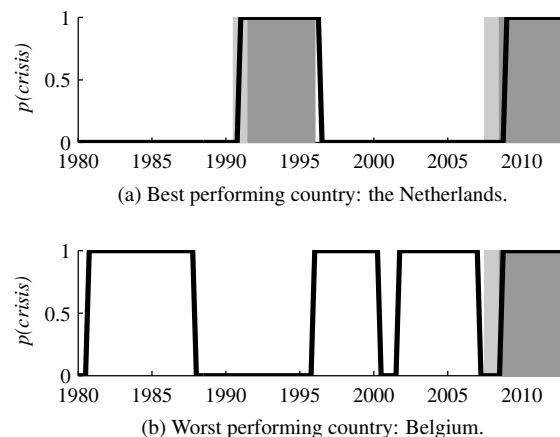 1
0.5
0
p(crisis)
1980 1985 1990 1995 2000 2005 2010
(a) Best performing country: the Netherlands.
1
0.5
0
p(crisis)
1980 1985 1990 1995 2000 2005 2010
(b) Worst performing country: Belgium.